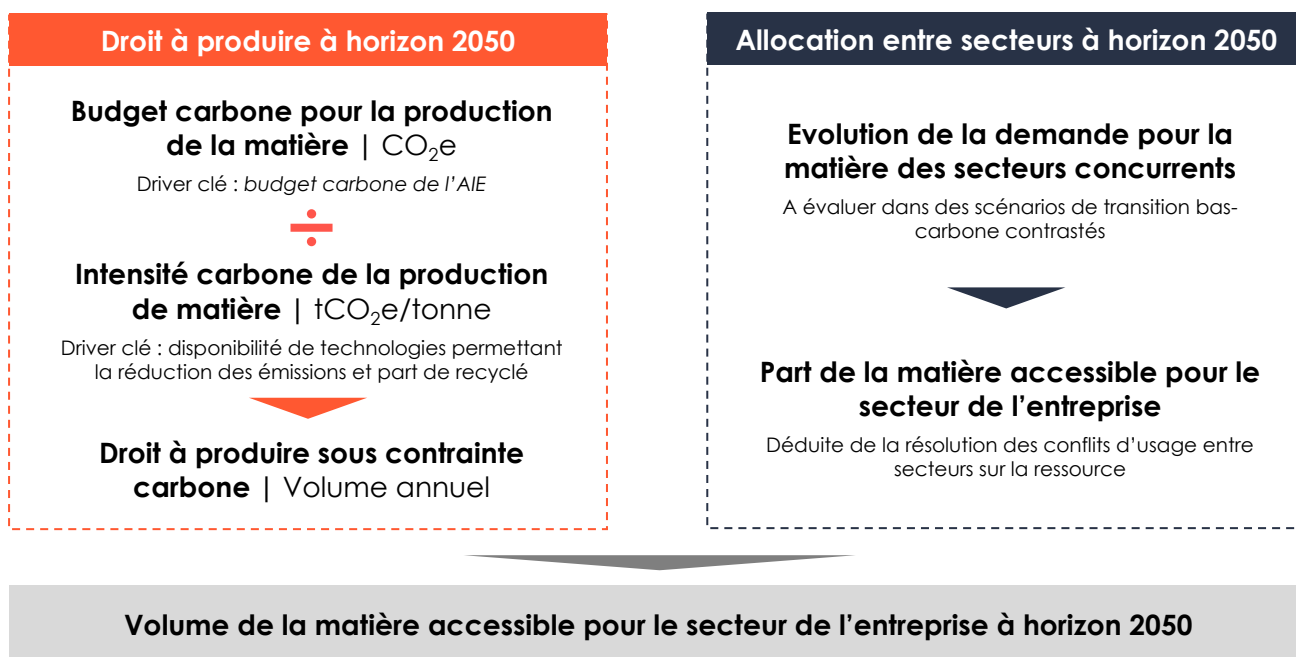 Droit à produire à horizon 2050
Budget carbone pour la production
de la matière | CO₂e
Driver clé : budget carbone de l’AIE
÷
Intensité carbone de la production
de matière | tCO₂e/tonne
Driver clé : disponibilité de technologies permettant
la réduction des émissions et part de recyclé
Droit à produire sous contrainte
carbone | Volume annuel
Allocation entre secteurs à horizon 2050
Evolution de la demande pour la
matière des secteurs concurrents
A évaluer dans des scénarios de transition bas-
carbone contrastés
Part de la matière accessible pour le
secteur de l’entreprise
Déduite de la résolution des conflits d’usage entre
secteurs sur la ressource
Volume de la matière accessible pour le secteur de l’entreprise à horizon 2050